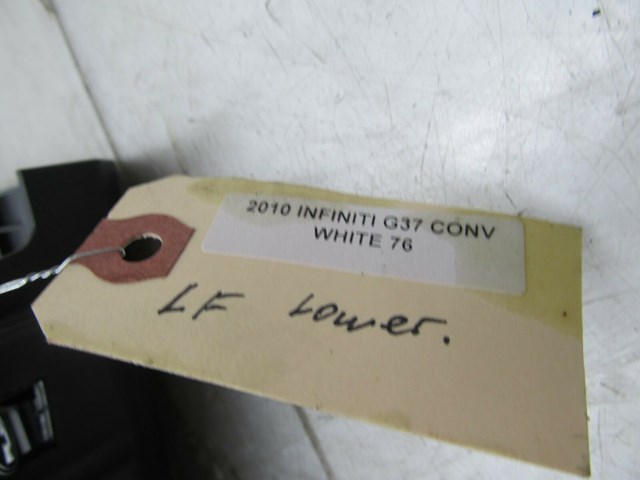 2010 INFINITI G37 CONV
WHITE 76
LF Lower.